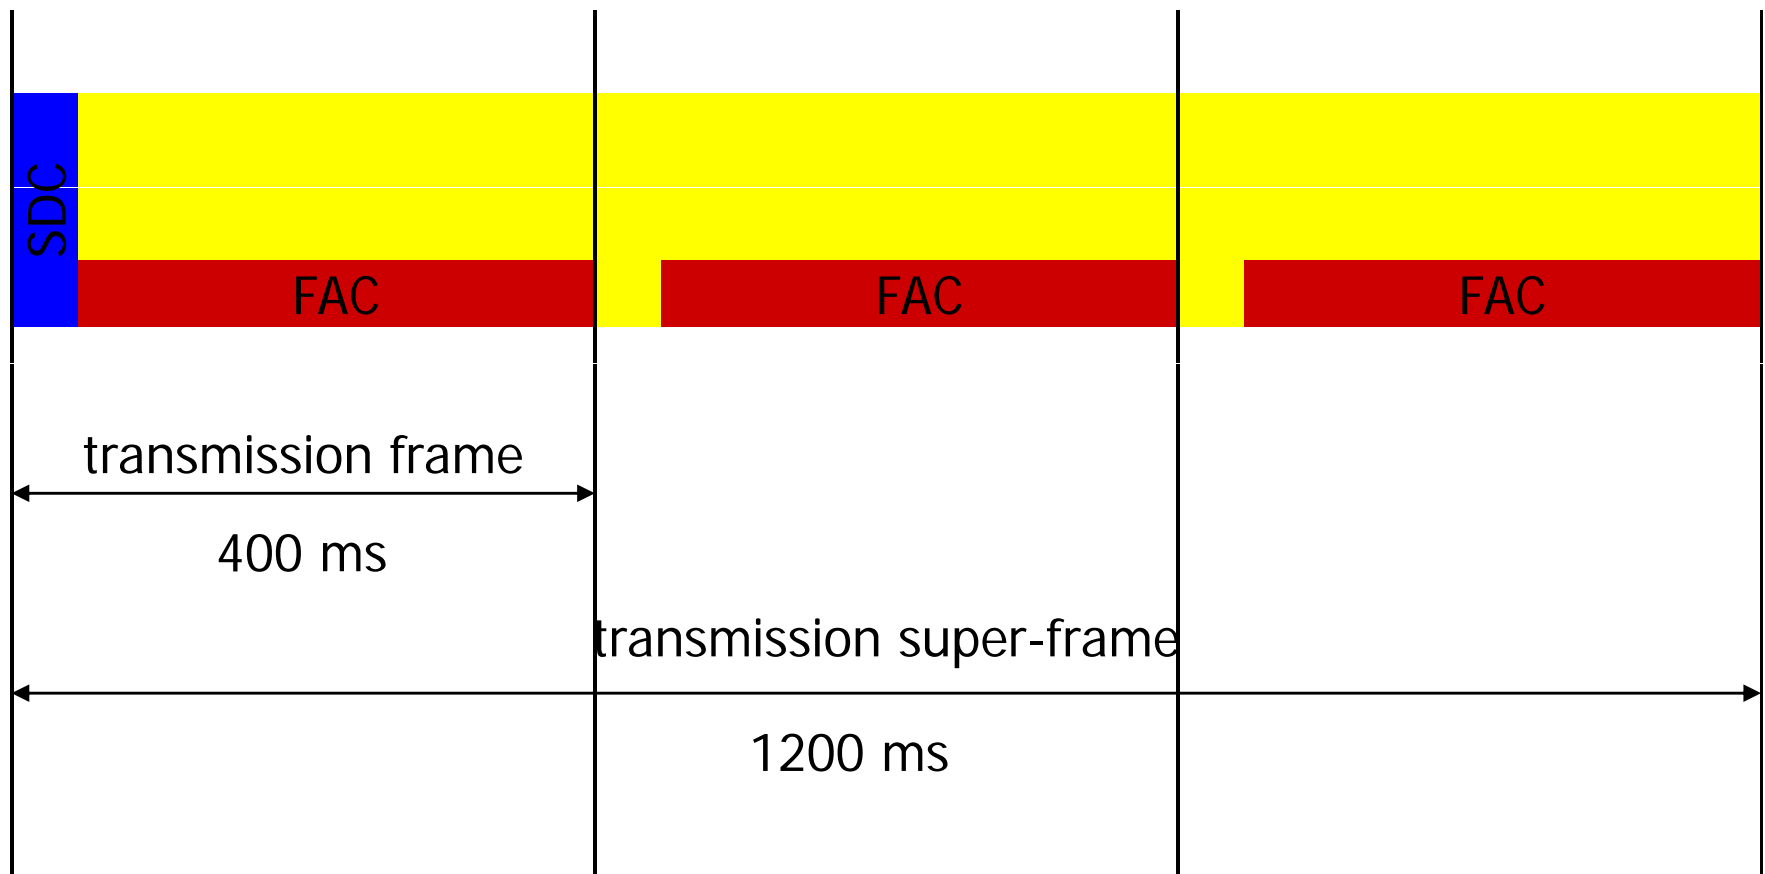 SDC
FAC
FAC
FAC
transmission frame
400 ms
transmission super-frame
1200 ms